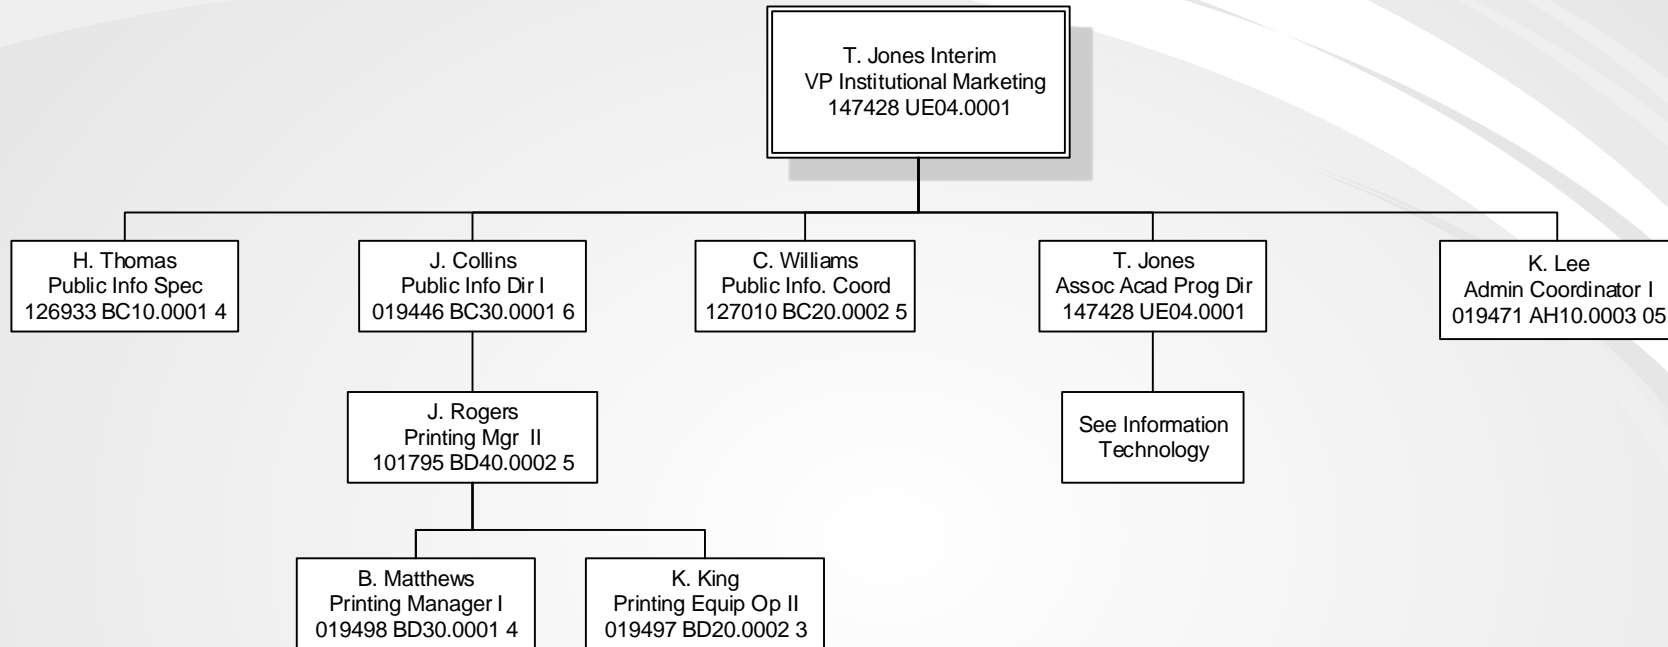 T. Jones Interim
VP Institutional Marketing
147428 UE04.0001
H. Thomas
Public Info Spec
126933 BC10.0001 4
J. Collins
Public Info Dir I
019446 BC30.0001 6
C. Williams
Public Info. Coord
127010 BC20.0002 5
T. Jones
Assoc Acad Prog Dir
147428 UE04.0001
K. Lee
Admin Coordinator I
019471 AH10.0003 05
J. Rogers
Printing Mgr II
101795 BD40.0002 5
See Information
Technology
B. Matthews
Printing Manager I
019498 BD30.0001 4
K. King
Printing Equip Op II
019497 BD20.0002 3